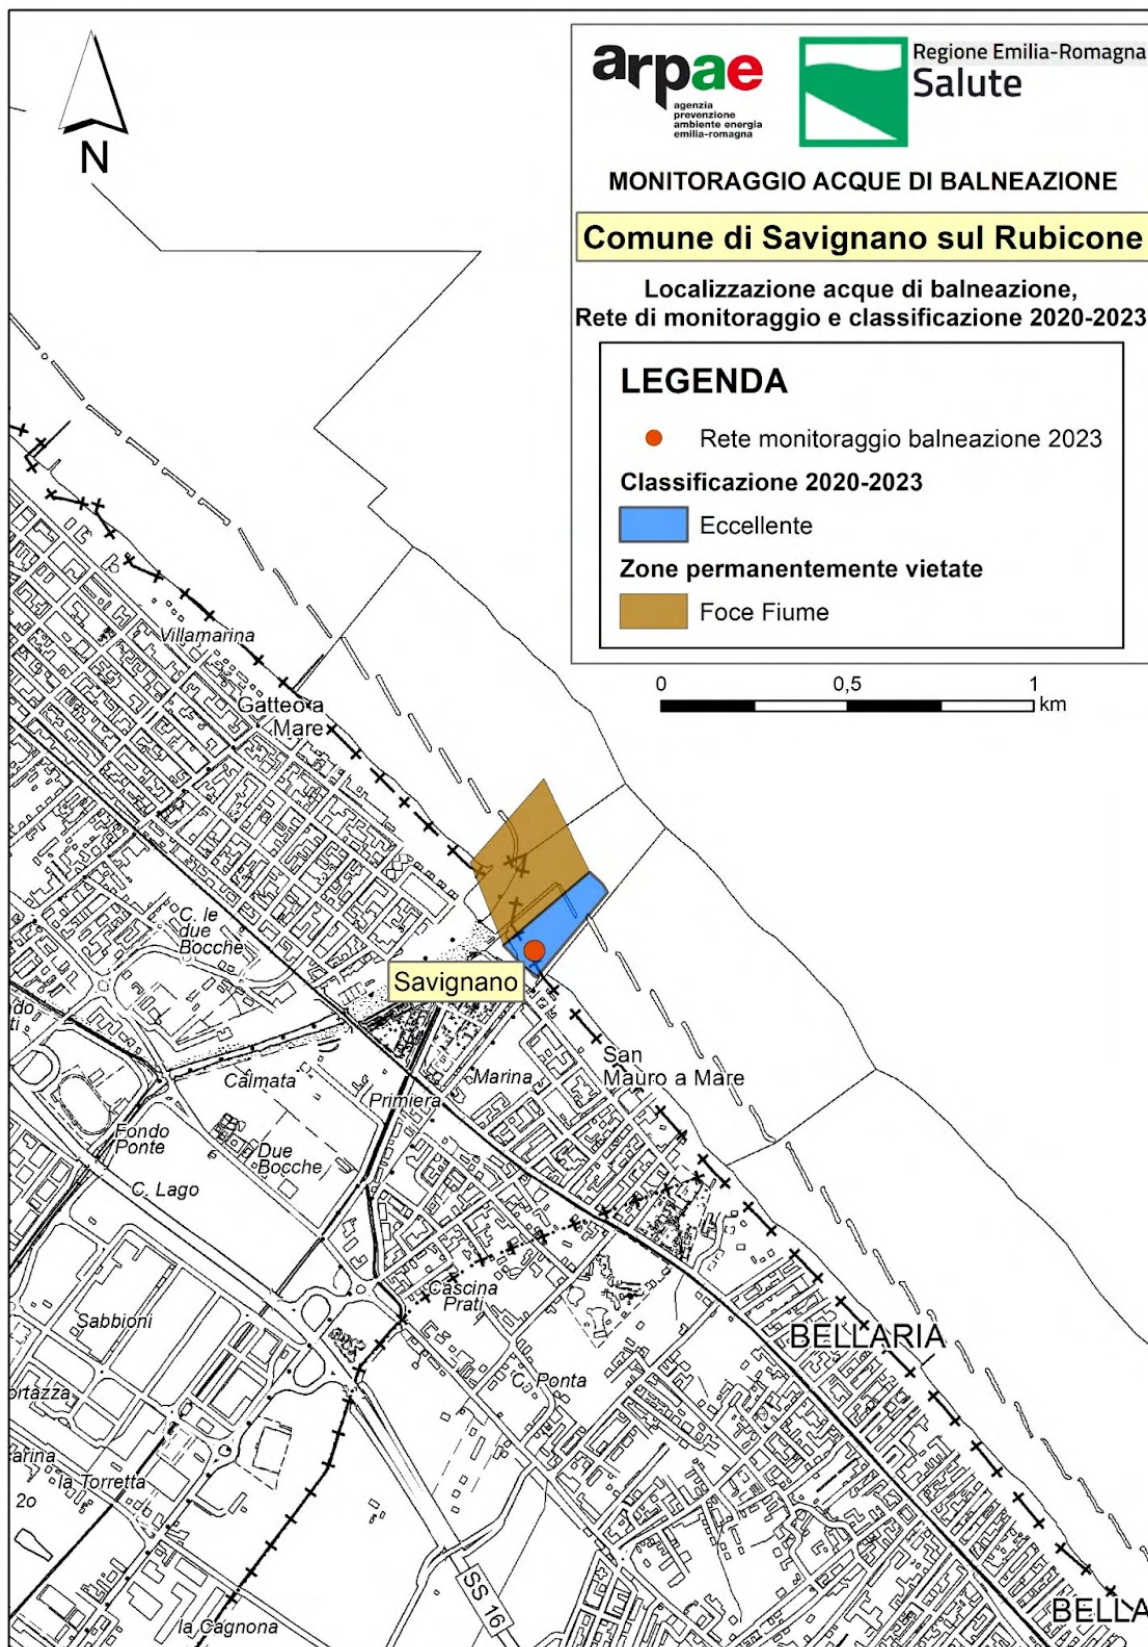 arpae
agenzia
prevenzione
ambiente energia
emilia-romagna
Regione Emilia-Romagna
Salute
N
MONITORAGGIO ACQUE DI BALNEAZIONE
Comune di Savignano sul Rubicone
Localizzazione acque di balneazione,
Rete di monitoraggio e classificazione 2020-2023
LEGENDA
Rete monitoraggio balneazione 2023
Classificazione 2020-2023
Eccellente
Zone permanentemente vietate
Foce Fiume
0 0,5 1
km
Villamarina
Gatteo a
Mare
C. le
due
Bocche
Savignano
San
Mauro a Mare
Marina
Calmata
Primiera
Fondo
Ponte
Due
Bocche
C. Lago
Cascina
Prati
Sabbioni
BELLARIA
C. Ponta
ortazza
arina
la Torretta
2o
SS 16
la Cagnona
BELLA